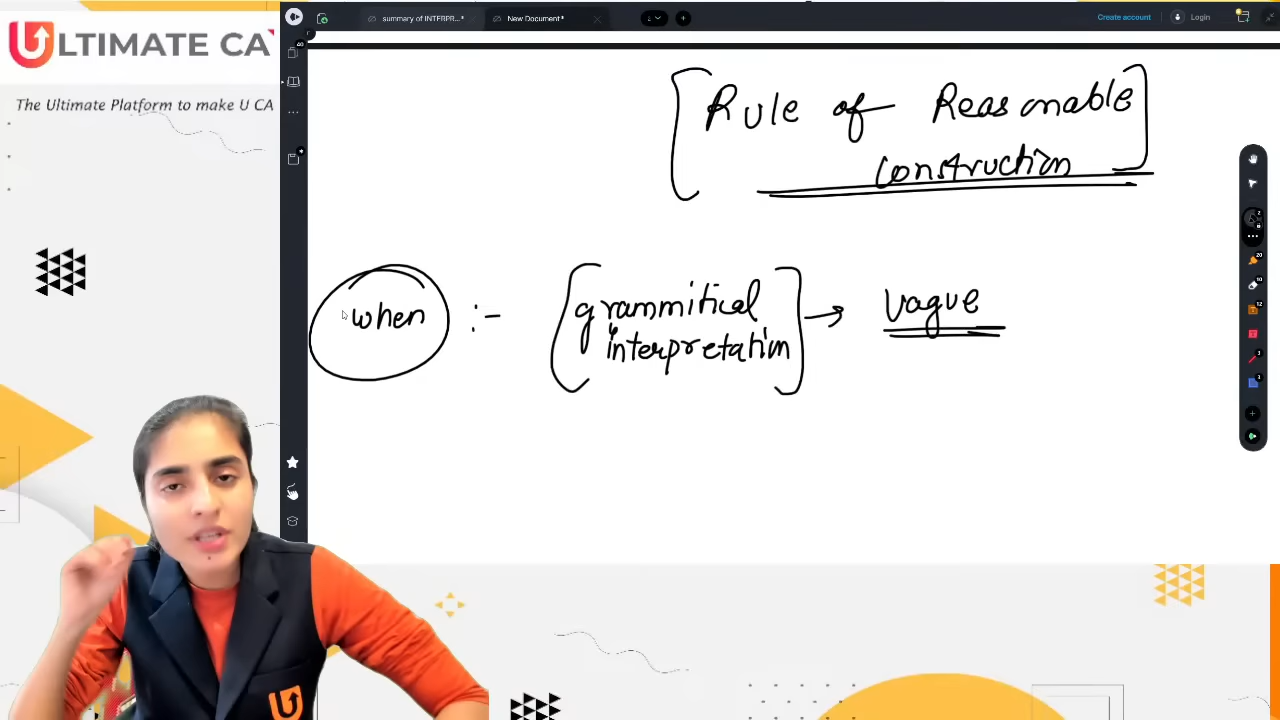 summary of INTERPR...*
New Document*
Create account
Login
ULTIMATE CA
The Ultimate Platform to make U CA
Rule of Reasonable
construction
when :- grammitical → vague
interpretation